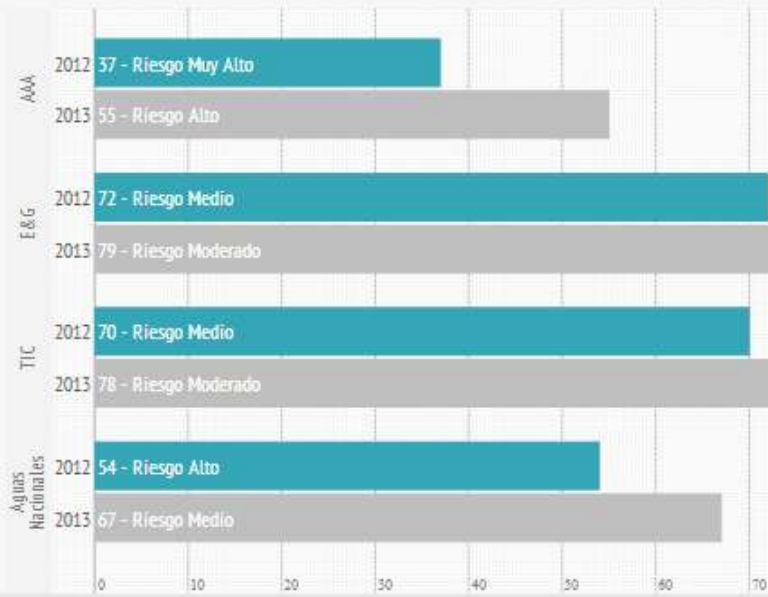 AAA
2012 37 - Riesgo Muy Alto
2013 55 - Riesgo Alto
E&G
2012 72 - Riesgo Medio
2013 79 - Riesgo Moderado
TIC
2012 70 - Riesgo Medio
2013 78 - Riesgo Moderado
Aguas
Nacionales
2012 54 - Riesgo Alto
2013 67 - Riesgo Medio
0 10 20 30 40 50 60 70